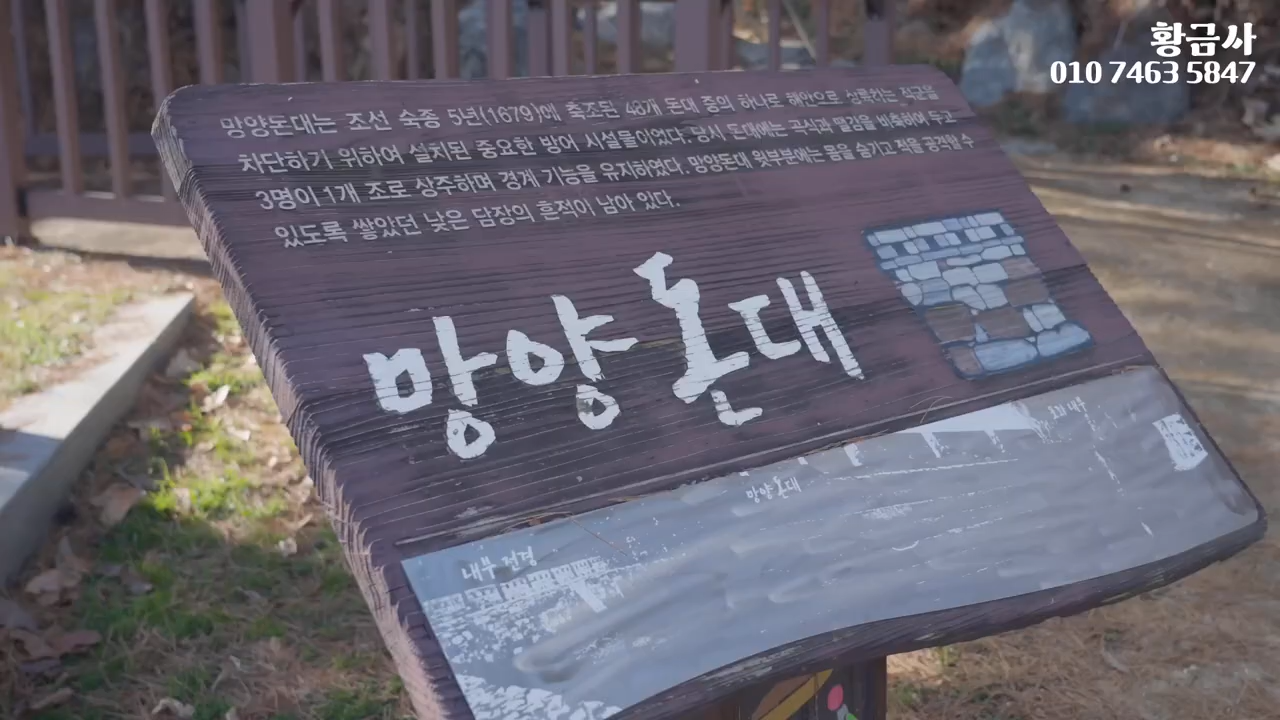 황금사
010 7463 5847
망양돈대는 조선 숙종 5년(1679)에 축조된 48개 돈대 중의 하나로 해안으로 상륙하는 적군을
차단하기 위하여 설치된 중요한 방어 시설물이었다. 당시 돈대에는 곡식과 땔감을 비축하여 두고
3명이 1개 조로 상주하며 경계 기능을 유지하였다. 망양돈대 윗부분에는 몸을 숨기고 적을 공격할 수
있도록 쌓았던 낮은 담장의 흔적이 남아 있다.
망양돈대
내부
망양돈대
내부 전경